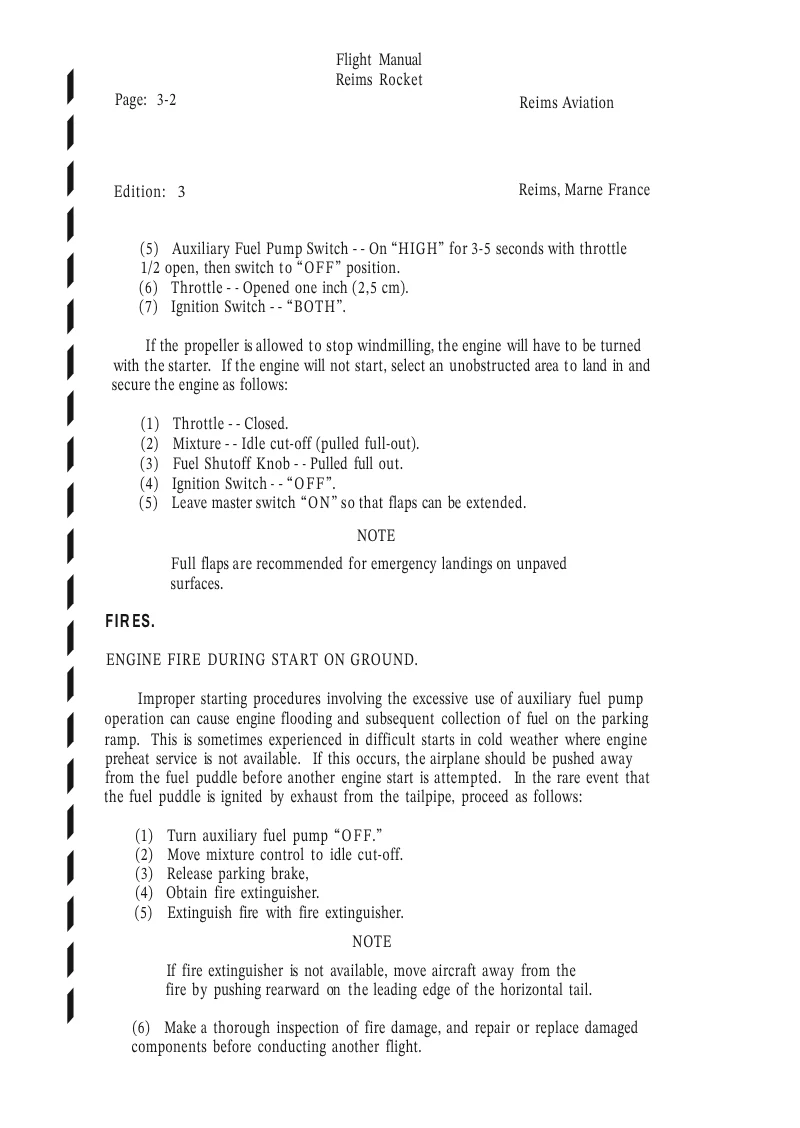 Flight Manual
Reims Rocket
Page: 3-2
Reims Aviation
Edition: 3
Reims, Marne France
(5) Auxiliary Fuel Pump Switch - - On “HIGH” for 3-5 seconds with throttle
1/2 open, then switch to “OFF” position.
(6) Throttle - - Opened one inch (2,5 cm).
(7) Ignition Switch - - “BOTH”.
If the propeller is allowed to stop windmilling, the engine will have to be turned
with the starter. If the engine will not start, select an unobstructed area to land in and
secure the engine as follows:
(1) Throttle - - Closed.
(2) Mixture - - Idle cut-off (pulled full-out).
(3) Fuel Shutoff Knob - - Pulled full out.
(4) Ignition Switch - - “OFF”.
(5) Leave master switch “ON” so that flaps can be extended.
NOTE
Full flaps are recommended for emergency landings on unpaved
surfaces.
FIRES.
ENGINE FIRE DURING START ON GROUND.
Improper starting procedures involving the excessive use of auxiliary fuel pump
operation can cause engine flooding and subsequent collection of fuel on the parking
ramp. This is sometimes experienced in difficult starts in cold weather where engine
preheat service is not available. If this occurs, the airplane should be pushed away
from the fuel puddle before another engine start is attempted. In the rare event that
the fuel puddle is ignited by exhaust from the tailpipe, proceed as follows:
(1) Turn auxiliary fuel pump “OFF.”
(2) Move mixture control to idle cut-off.
(3) Release parking brake,
(4) Obtain fire extinguisher.
(5) Extinguish fire with fire extinguisher.
NOTE
If fire extinguisher is not available, move aircraft away from the
fire by pushing rearward on the leading edge of the horizontal tail.
(6) Make a thorough inspection of fire damage, and repair or replace damaged
components before conducting another flight.